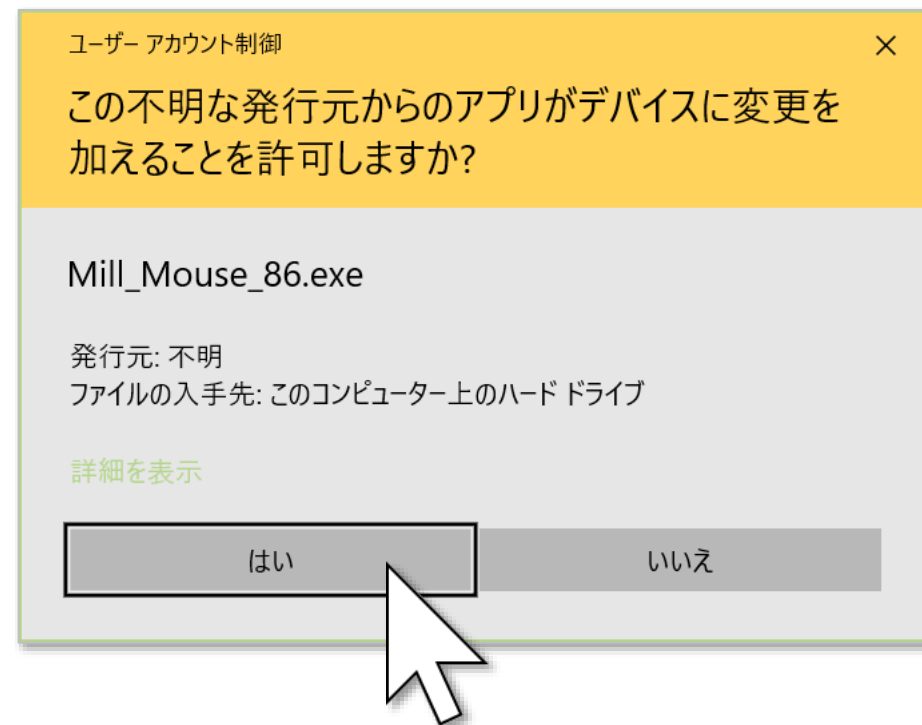 ユーザー アカウント制御
この不明な発行元からのアプリがデバイスに変更を
加えることを許可しますか?
Mill_Mouse_86.exe
発行元: 不明
ファイルの入手先: このコンピューター上のハード ドライブ
詳細を表示
はい
いいえ